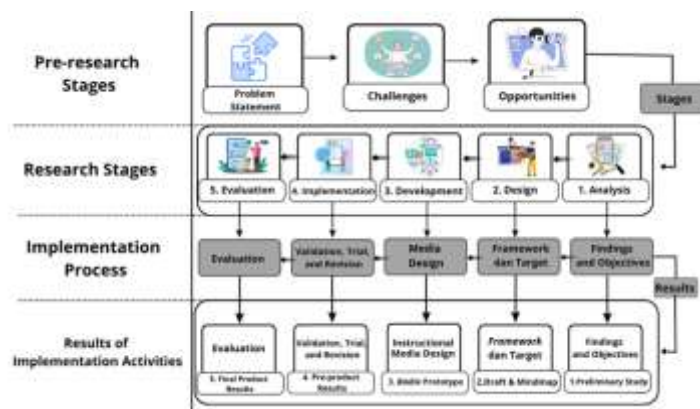 Pre-research
Stages
Problem
Statement
Challenges
Opportunities
Stages
Research Stages
5. Evaluation
4. Implementation
3. Development
2. Design
1. Analysis
Implementation
Process
Evaluation
Validation, Trial,
and Revision
Media
Design
Framework
dan Target
Findings
and Objectives
Results
Results of
Implementation Activities
Evaluation
5. Final Product
Results
Validation, Trial,
and Revision
4. Pre-product
Results
Instructional
Media Design
3. Media Prototype
Framework
dan Target
2.Draft & Mindmap
Findings
and Objectives
1.Preliminary Study